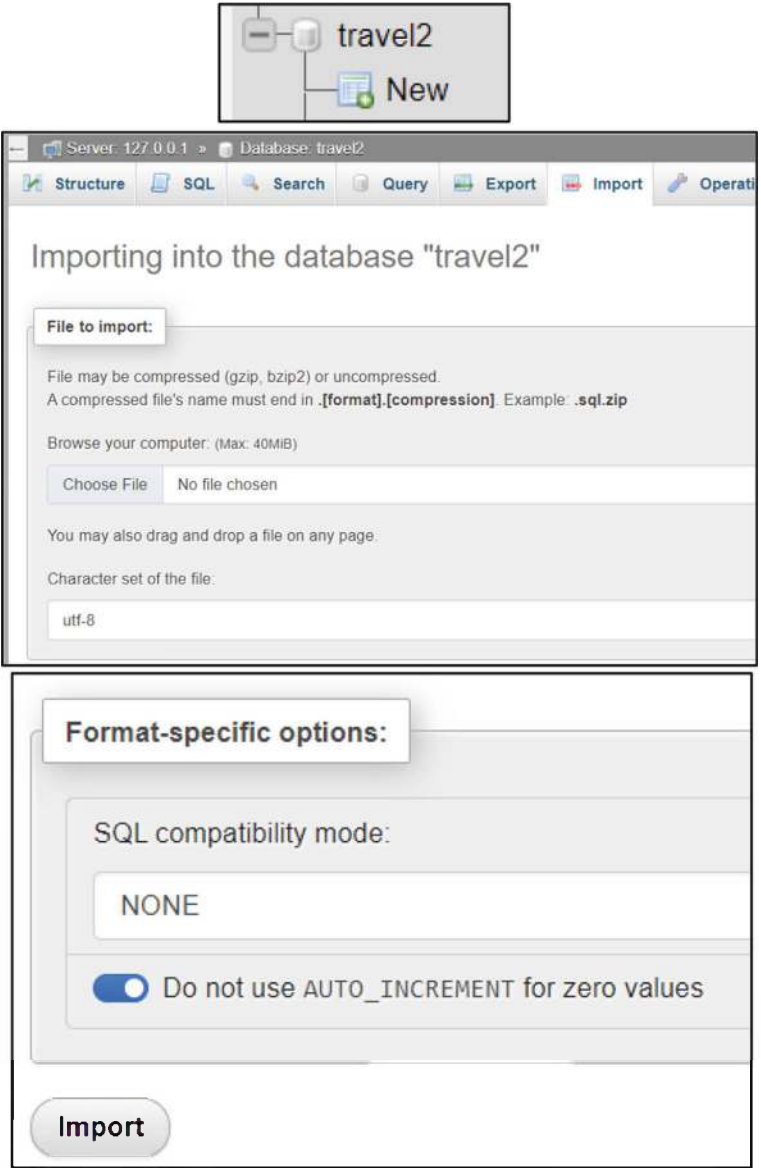 travel2
New
Server: 127.0.0.1 » Database: travel2
Structure SQL Search Query Export Import Operati
Importing into the database "travel2"
File to import:
File may be compressed (gzip, bzip2) or uncompressed.
A compressed file's name must end in .[format].[compression]. Example: .sql.zip
Browse your computer: (Max: 40MiB)
Choose File No file chosen
You may also drag and drop a file on any page.
Character set of the file:
utf-8
Format-specific options:
SQL compatibility mode:
NONE
Do not use AUTO_INCREMENT for zero values
Import